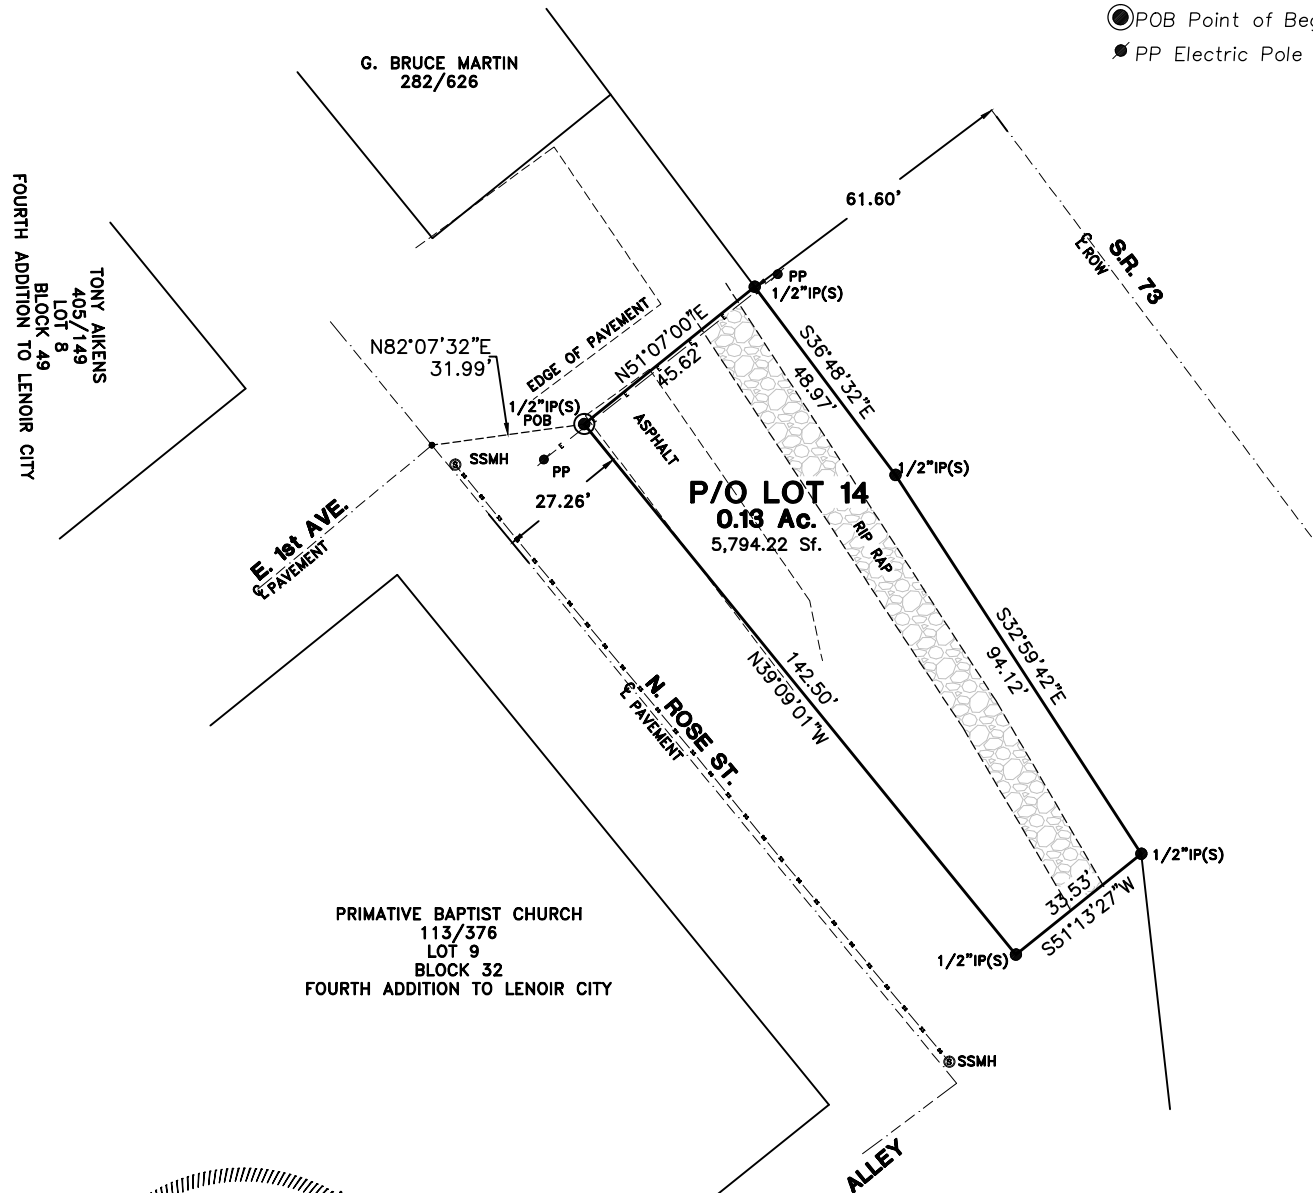 POB Point of Beg
PP Electric Pole
G. BRUCE MARTIN
282/626
61.60'
S.R. 73
℄ ROW
TONY AIKENS
405/149
LOT 8
BLOCK 49
FOURTH ADDITION TO LENOIR CITY
PP
1/2"IP(S)
N82°07'32"E
31.99'
EDGE OF PAVEMENT
N51°07'00"E
45.62'
S36°48'32"E
48.97'
1/2"IP(S)
POB
ASPHALT
SSMH
PP
27.26'
1/2"IP(S)
P/O LOT 14
0.13 Ac.
5,794.22 Sf.
RIP RAP
E. 1st AVE.
℄ PAVEMENT
S32°59'42"E
94.12'
142.50'
N39°09'01"W
N. ROSE ST.
℄ PAVEMENT
1/2"IP(S)
33.53'
S51°13'27"W
1/2"IP(S)
PRIMATIVE BAPTIST CHURCH
113/376
LOT 9
BLOCK 32
FOURTH ADDITION TO LENOIR CITY
SSMH
ALLEY